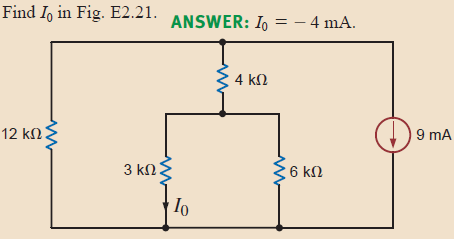 Find I₀ in Fig. E2.21. ANSWER: I₀ = − 4 mA.
4 kΩ
12 kΩ
9 mA
3 kΩ
6 kΩ
I₀